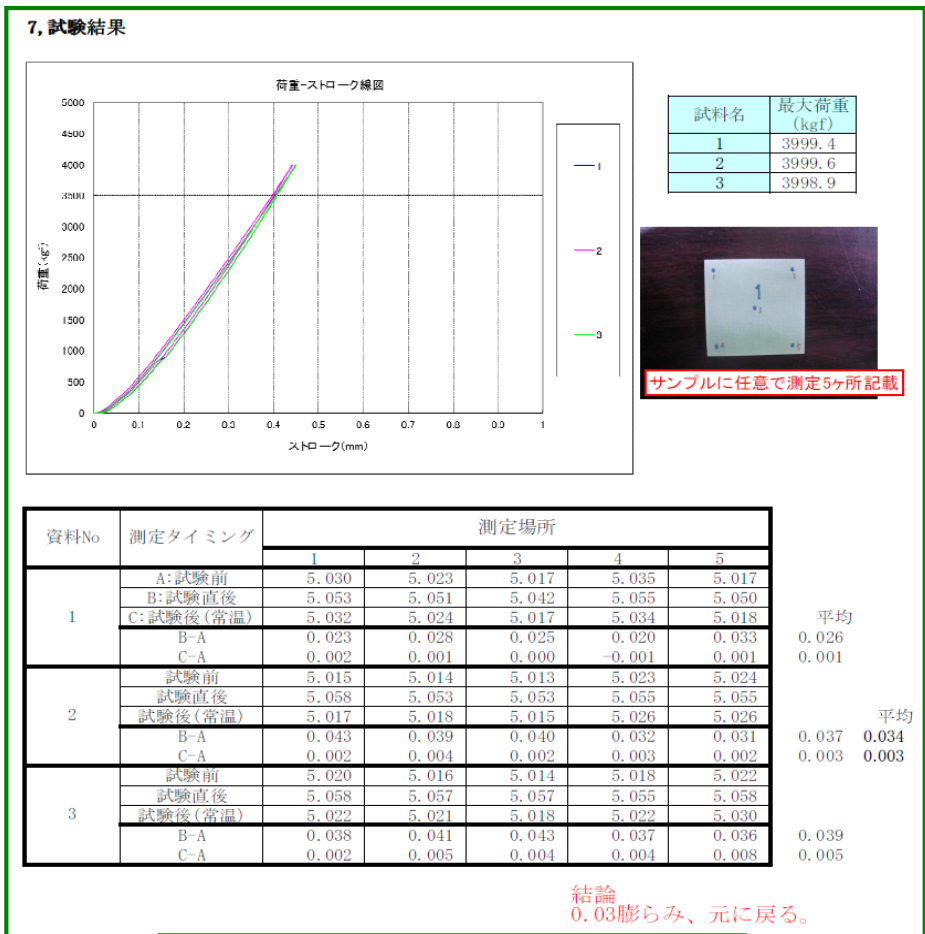 7, 試験結果
荷重-ストローク線図
5000
4500
4000
3500
3000
2500
2000
1500
1000
500
0
荷重(kgf)
0 0.1 0.2 0.3 0.4 0.5 0.6 0.7 0.8 0.9 1
ストローク(mm)
1
2
3
試料名 最大荷重(kgf)
1 3999.4
2 3999.6
3 3998.9
1 2
1
3
4 5
サンプルに任意で測定5ヶ所記載
資料No 測定タイミング 測定場所
1 2 3 4 5
1
A:試験前 5.030 5.023 5.017 5.035 5.017
B:試験直後 5.053 5.051 5.042 5.055 5.050
C:試験後(常温) 5.032 5.024 5.017 5.034 5.018 平均
B-A 0.023 0.028 0.025 0.020 0.033 0.026
C-A 0.002 0.001 0.000 -0.001 0.001 0.001
2
試験前 5.015 5.014 5.013 5.023 5.024
試験直後 5.058 5.053 5.053 5.055 5.055
試験後(常温) 5.017 5.018 5.015 5.026 5.026 平均
B-A 0.043 0.039 0.040 0.032 0.031 0.037 0.034
C-A 0.002 0.004 0.002 0.003 0.002 0.003 0.003
3
試験前 5.020 5.016 5.014 5.018 5.022
試験直後 5.058 5.057 5.057 5.055 5.058
試験後(常温) 5.022 5.021 5.018 5.022 5.030
B-A 0.038 0.041 0.043 0.037 0.036 0.039
C-A 0.002 0.005 0.004 0.004 0.008 0.005
結論
0.03膨らみ、元に戻る。